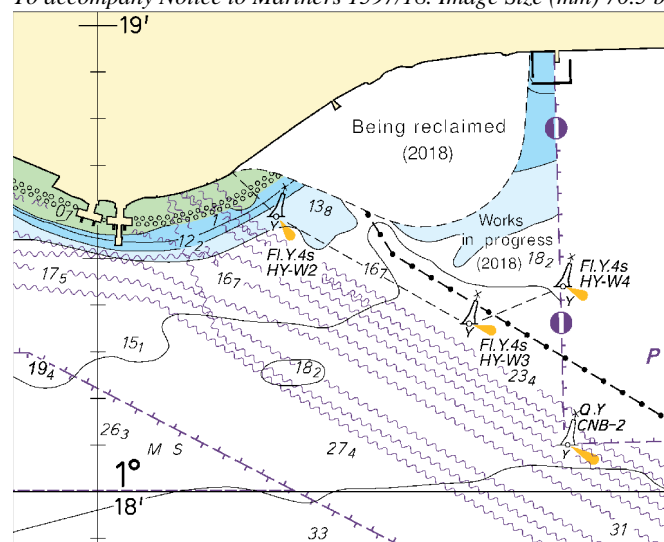 To accompany Notice to Mariners 1397/18. Image Size (mm) 70.5 b
19'
Being reclaimed
(2018)
Works
in progress
(2018)
18₂
13₈
0₇
1₇
12₂
Fl.Y.4s
HY-W2
Y
16₇
Fl.Y.4s
HY-W4
Y
17₅
16₇
Fl.Y.4s
HY-W3
Y
15₁
P
19₄
18₂
23₄
Q.Y
CNB-2
Y
26₃
M S
27₄
1°
18'
33
31